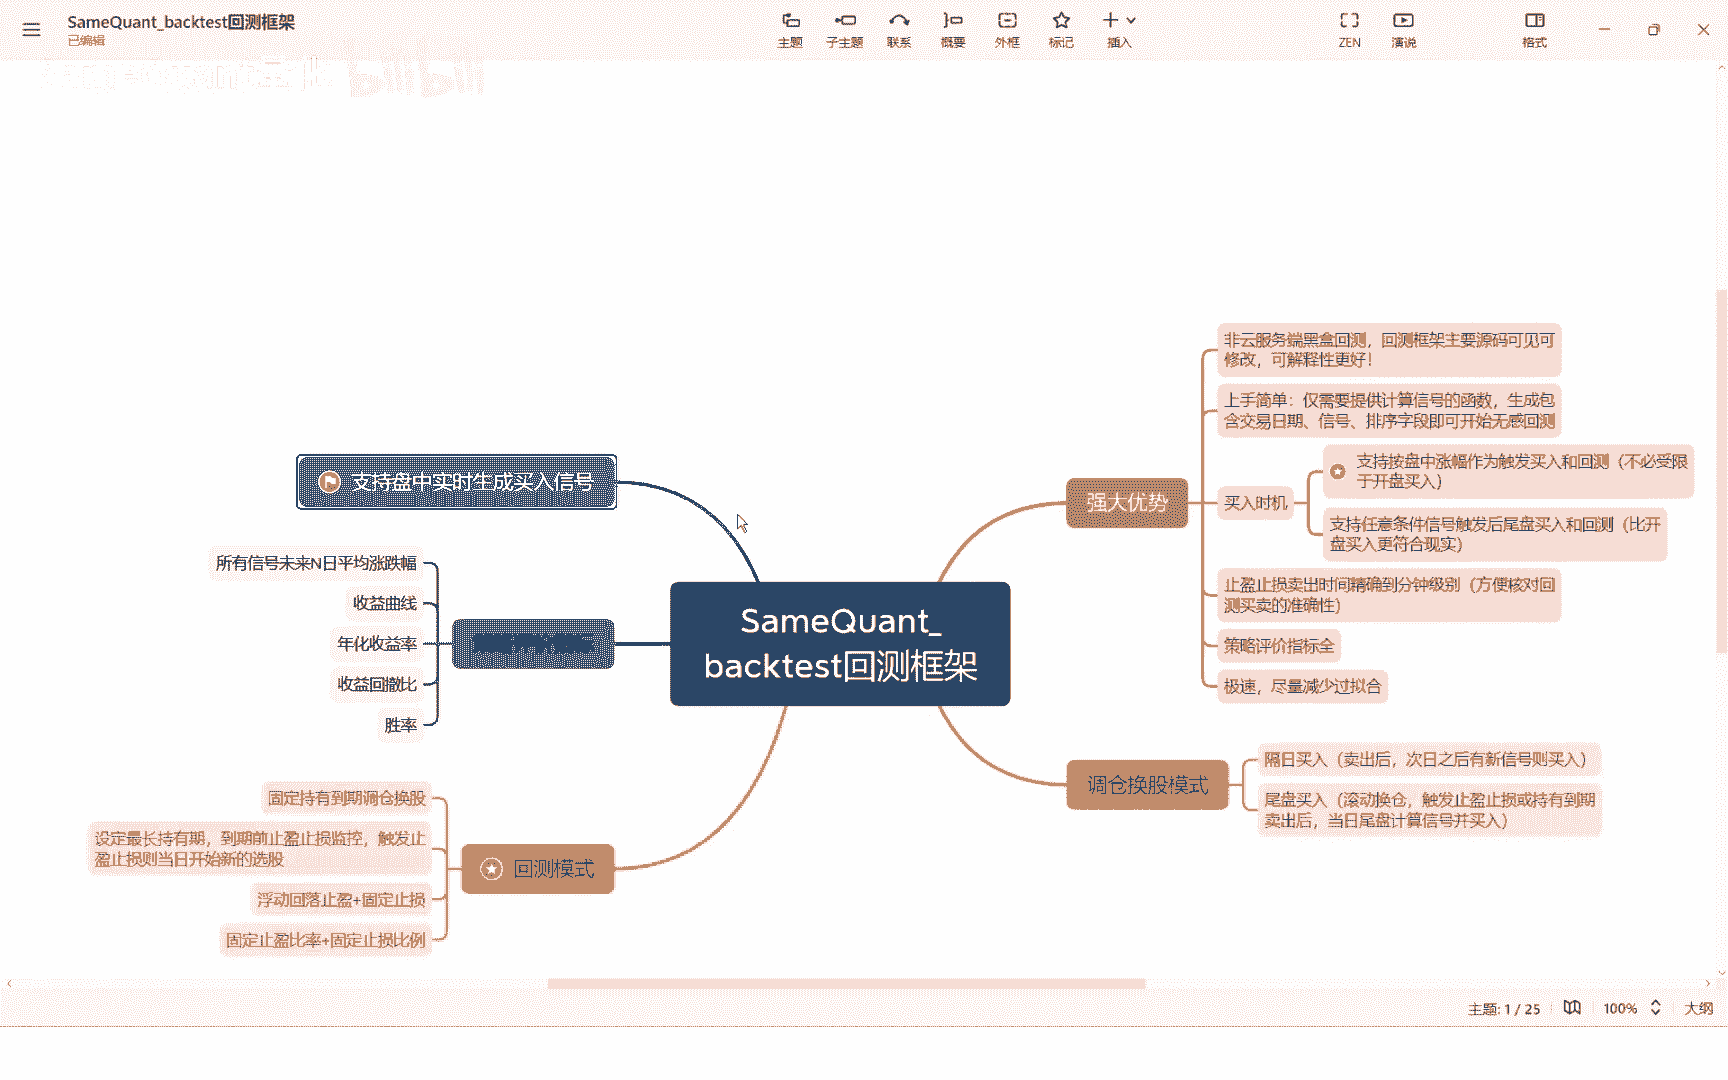 SameQuant_backtest回测框架
已编辑
主题
子主题
联系
概要
外框
标记
插入
ZEN
演说
格式
bilibili
支持盘中实时生成买入信号
所有信号未来N日平均涨跌幅
收益曲线
年化收益率
收益回撤比
胜率
固定持有到期调仓换股
设定最长持有期，到期前止盈止损监控，触发止
盈止损则当日开始新的选股
浮动回落止盈+固定止损
固定止盈比率+固定止损比例
回测模式
SameQuant_
backtest回测框架
强大优势
非云服务端黑盒回测，回测框架主要源码可见可
修改，可解释性更好！
上手简单：仅需要提供计算信号的函数，生成包
含交易日期、信号、排序字段即可开始无感回测
买入时机
支持按盘中涨幅作为触发买入和回测（不必受限
于开盘买入）
支持任意条件信号触发后尾盘买入和回测（比开
盘买入更符合现实）
止盈止损卖出时间精确到分钟级别（方便核对回
测买卖的准确性）
策略评价指标全
极速，尽量减少过拟合
调仓换股模式
隔日买入（卖出后，次日之后有新信号则买入）
尾盘买入（滚动换仓，触发止盈止损或持有到期
卖出后，当日尾盘计算信号并买入）
主题: 1 / 25
100%
大纲